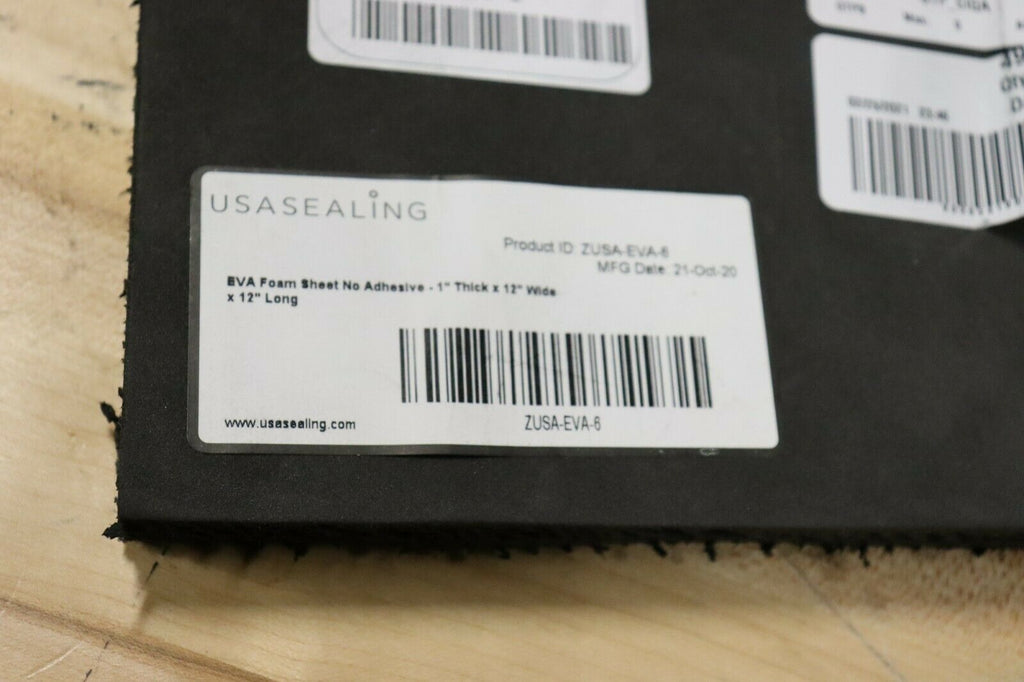 USASEALING
Product ID: ZUSA-EVA-6
MFG Date: 21-Oct-20
EVA Foam Sheet No Adhesive - 1" Thick x 12" Wide
x 12" Long
ZUSA-EVA-6
www.usasealing.com